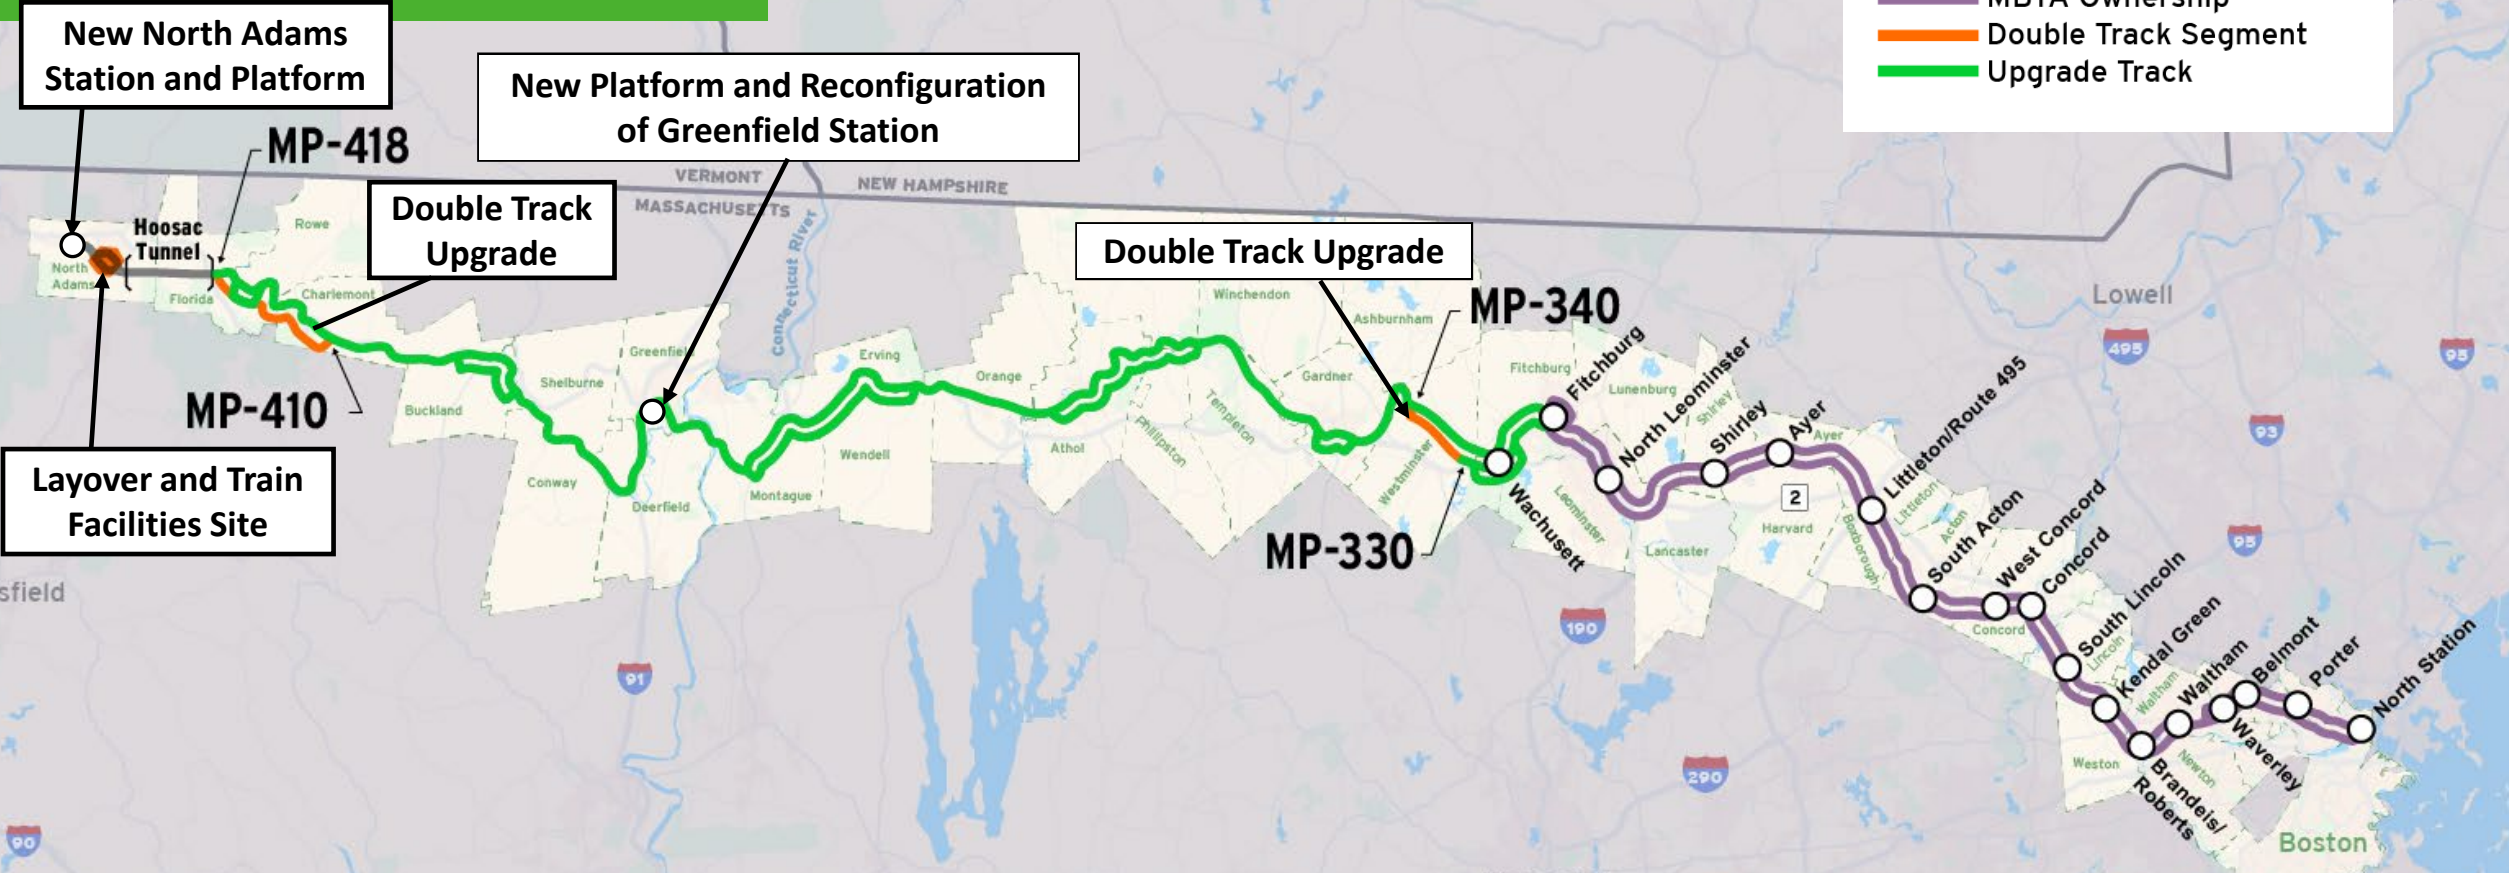 New North Adams
Station and Platform
MBTA Ownership
Double Track Segment
Upgrade Track
New Platform and Reconfiguration
of Greenfield Station
MP-418
VERMONT
NEW HAMPSHIRE
MASSACHUSETTS
Double Track
Upgrade
Hoosac
Tunnel
Rowe
Connecticut River
Double Track Upgrade
North
Adams
Florida
Charlemont
Winchendon
Ashburnham
MP-340
Lowell
495
95
Greenfield
Erving
Shelburne
Orange
Gardner
Fitchburg
Fitchburg
Lunenburg
North Leominster
Shirley
Shirley
Ayer
Ayer
Littleton/Route 495
MP-410
Buckland
Templeton
Phillipston
Athol
Wendell
93
Layover and Train
Facilities Site
Conway
Deerfield
Montague
Westminster
Wachusett
Leominster
2
Harvard
Boxborough
Littleton
Acton
South Acton
West Concord
Concord
95
MP-330
Lancaster
sfield
190
Concord
South Lincoln
Lincoln
Kendal Green
Waltham
Waltham
Belmont
Porter
North Station
91
290
Weston
Brandeis/
Roberts
Newton
Waverley
90
Boston